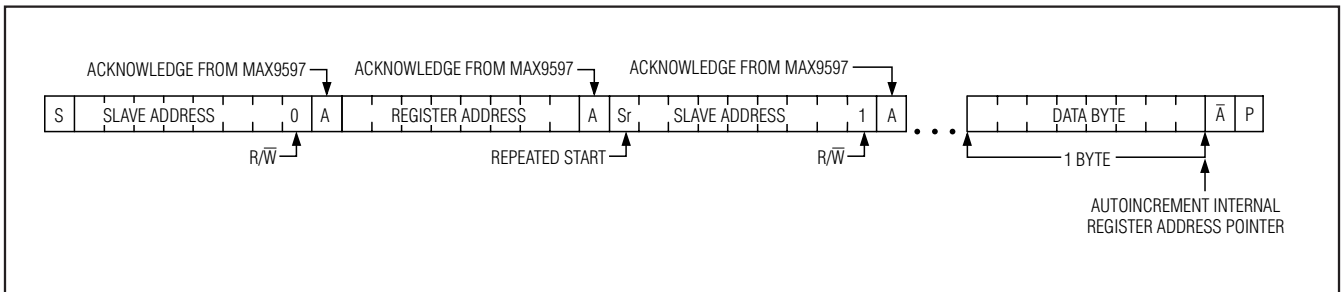 ACKNOWLEDGE FROM MAX9597 ACKNOWLEDGE FROM MAX9597 ACKNOWLEDGE FROM MAX9597
S SLAVE ADDRESS 0 A REGISTER ADDRESS A Sr SLAVE ADDRESS 1 A ... DATA BYTE A̅ P
R/W̅ REPEATED START R/W̅ 1 BYTE
AUTOINCREMENT INTERNAL
REGISTER ADDRESS POINTER